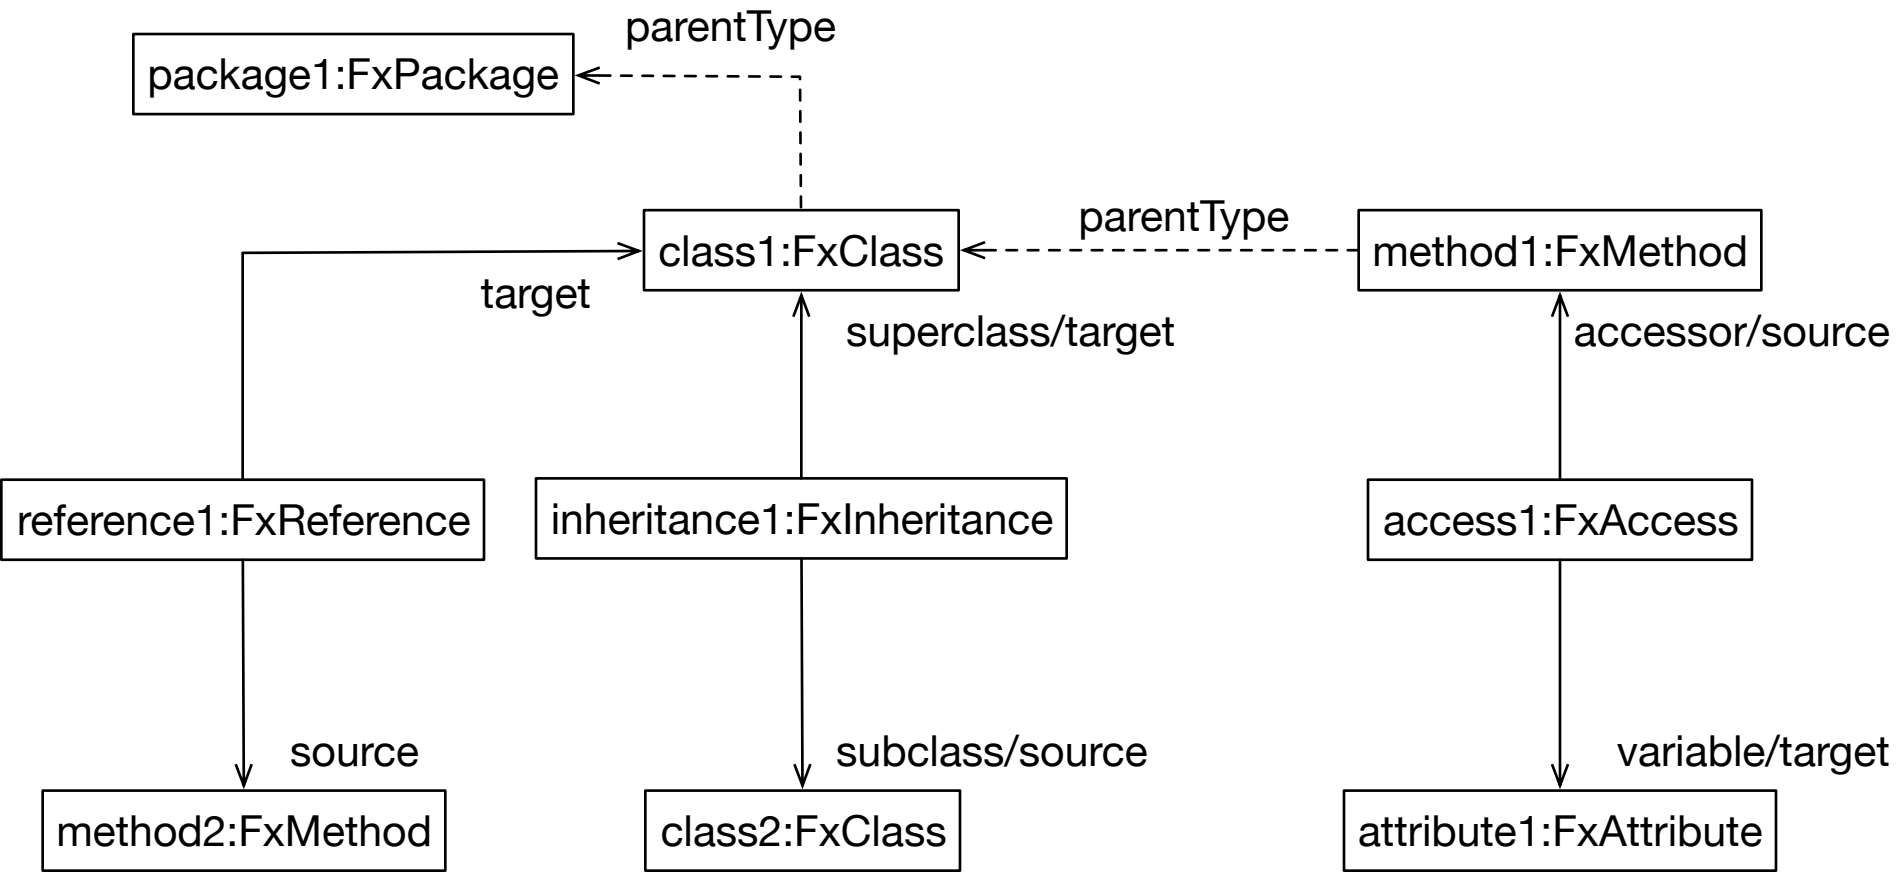 parentType
package1:FxPackage
parentType
class1:FxClass
method1:FxMethod
target
superclass/target
accessor/source
reference1:FxReference
inheritance1:FxInheritance
access1:FxAccess
source
subclass/source
variable/target
method2:FxMethod
class2:FxClass
attribute1:FxAttribute